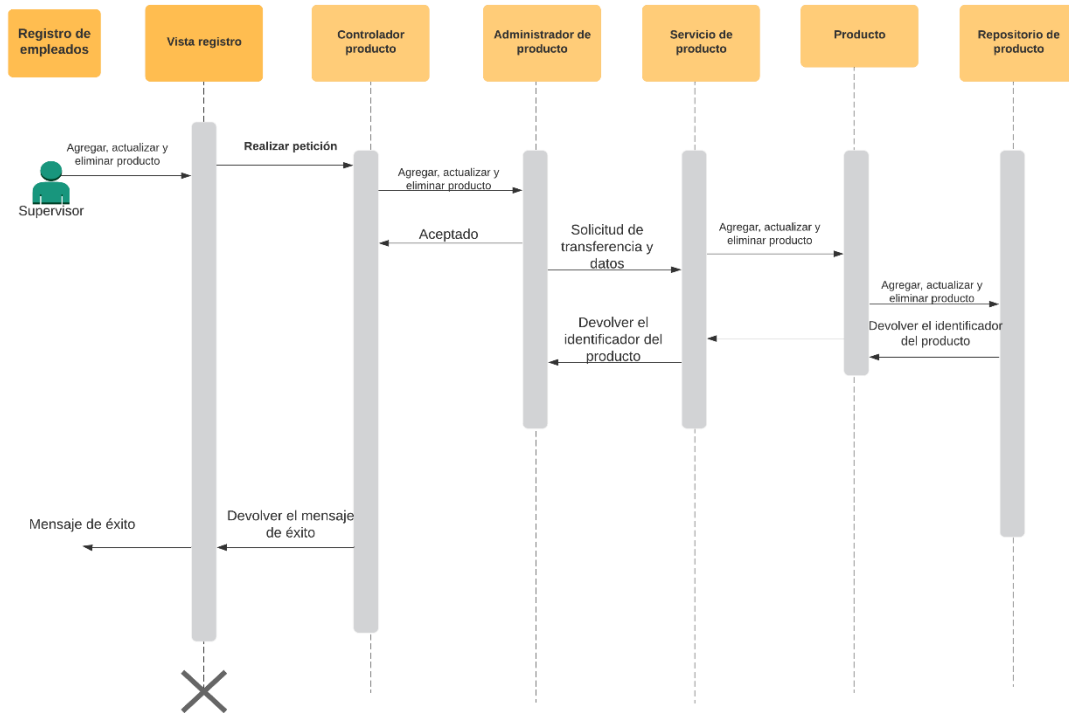 Registro de
empleados
Vista registro
Controlador
producto
Administrador de
producto
Servicio de
producto
Producto
Repositorio de
producto
Agregar, actualizar y
eliminar producto
Supervisor
Realizar petición
Agregar, actualizar y
eliminar producto
Aceptado
Solicitud de
transferencia y
datos
Agregar, actualizar y
eliminar producto
Agregar, actualizar y
eliminar producto
Devolver el identificador
del producto
Devolver el
identificador del
producto
Devolver el mensaje
de éxito
Mensaje de éxito